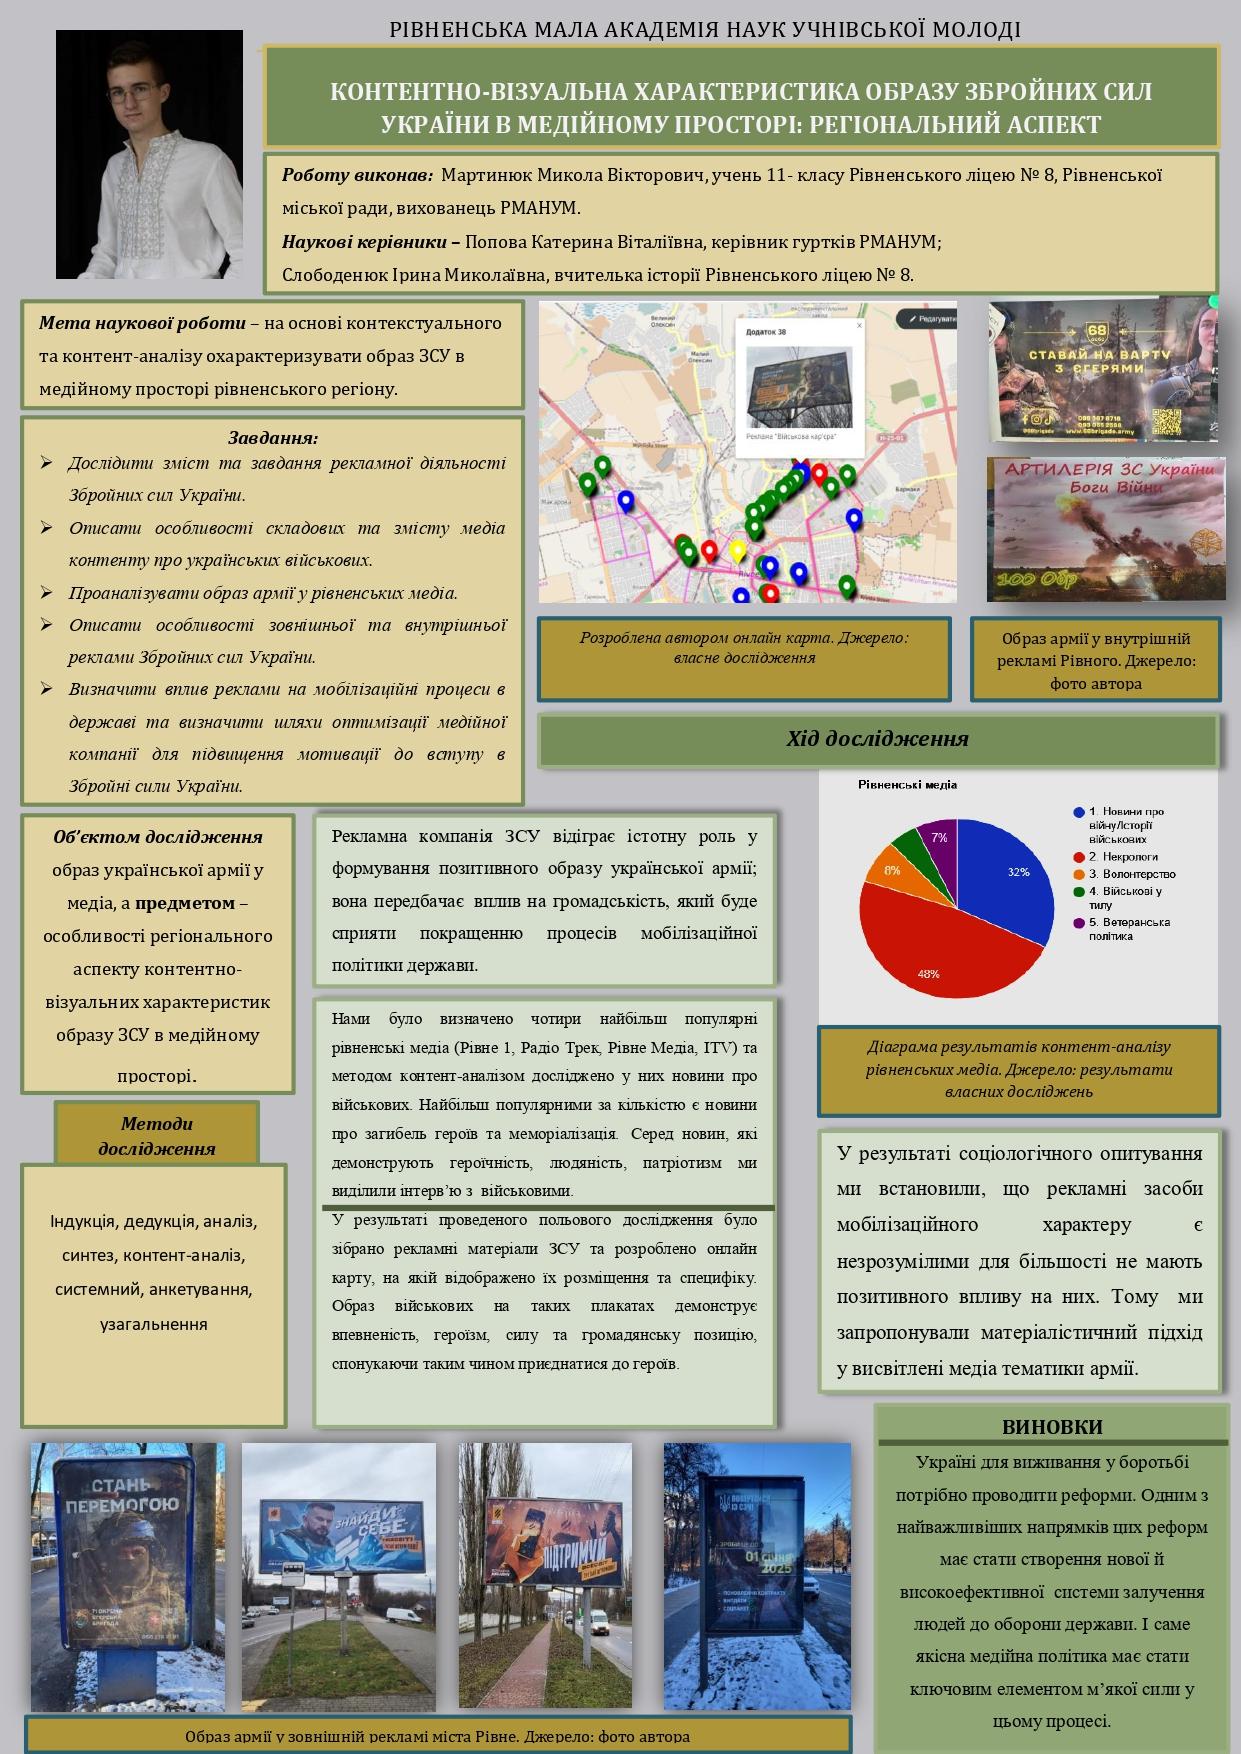 РІВНЕНСЬКА МАЛА АКАДЕМІЯ НАУК УЧНІВСЬКОЇ МОЛОДІ
КОНТЕНТНО-ВІЗУАЛЬНА ХАРАКТЕРИСТИКА ОБРАЗУ ЗБРОЙНИХ СИЛ
УКРАЇНИ В МЕДІЙНОМУ ПРОСТОРІ: РЕГІОНАЛЬНИЙ АСПЕКТ
Роботу виконав: Мартинюк Микола Вікторович, учень 11- класу Рівненського ліцею № 8, Рівненської
міської ради, вихованець РМАНУМ.
Наукові керівники – Попова Катерина Віталіївна, керівник гуртків РМАНУМ;
Слободенюк Ірина Миколаївна, вчителька історії Рівненського ліцею № 8.
Мета наукової роботи – на основі контекстуального
та контент-аналізу охарактеризувати образ ЗСУ в
медійному просторі рівненського регіону.
Завдання:
➢ Дослідити зміст та завдання рекламної діяльності
Збройних сил України.
➢ Описати особливості складових та змісту медіа
контенту про українських військових.
➢ Проаналізувати образ армії у рівненських медіа.
➢ Описати особливості зовнішньої та внутрішньої
реклами Збройних сил України.
➢ Визначити вплив реклами на мобілізаційні процеси в
державі та визначити шляхи оптимізації медійної
компанії для підвищення мотивації до вступу в
Збройні сили України.
Додаток 38
Реклама "Військова кар'єра"
Редагувати
Великий
Олексин
Малий
Олексин
Н-25-01
Бармаки
68
СТАВАЙ НА ВАРТУ
З ЄГЕРЯМИ
АРТИЛЕРІЯ ЗС України
Боги Війни
100 Обр
Розроблена автором онлайн карта. Джерело:
власне дослідження
Образ армії у внутрішній
рекламі Рівного. Джерело:
фото автора
Хід дослідження
Об’єктом дослідження
образ української армії у
медіа, а предметом –
особливості регіонального
аспекту контентно-
візуальних характеристик
образу ЗСУ в медійному
просторі.
Методи
дослідження
Індукція, дедукція, аналіз,
синтез, контент-аналіз,
системний, анкетування,
узагальнення
Рекламна компанія ЗСУ відіграє істотну роль у
формування позитивного образу української армії;
вона передбачає вплив на громадськість, який буде
сприяти покращенню процесів мобілізаційної
політики держави.
Нами було визначено чотири найбільш популярні
рівненські медіа (Рівне 1, Радіо Трек, Рівне Медіа, ITV) та
методом контент-аналізом досліджено у них новини про
військових. Найбільш популярними за кількістю є новини
про загибель героїв та меморіалізація. Серед новин, які
демонструють героїчність, людяність, патріотизм ми
виділили інтерв’ю з військовими.
У результаті проведеного польового дослідження було
зібрано рекламні матеріали ЗСУ та розроблено онлайн
карту, на якій відображено їх розміщення та специфіку.
Образ військових на таких плакатах демонструє
впевненість, героїзм, силу та громадянську позицію,
спонукаючи таким чином приєднатися до героїв.
Рівненські медіа
7%
8%
32%
48%
1. Новини про
війну/історії
військових
2. Некрологи
3. Волонтерство
4. Військові у
тилу
5. Ветеранська
політика
Діаграма результатів контент-аналізу
рівненських медіа. Джерело: результати
власних досліджень
У результаті соціологічного опитування
ми встановили, що рекламні засоби
мобілізаційного характеру є
незрозумілими для більшості не мають
позитивного впливу на них. Тому ми
запропонували матеріалістичний підхід
у висвітлені медіа тематики армії.
ВИНОВКИ
Україні для виживання у боротьбі
потрібно проводити реформи. Одним з
найважливіших напрямків цих реформ
має стати створення нової й
високоефективної системи залучення
людей до оборони держави. І саме
якісна медійна політика має стати
ключовим елементом м’якої сили у
цьому процесі.
СТАНЬ
ПЕРЕМОГОЮ
ЗНАЙДИ
СЕБЕ
ПІДТРИМУЙ
01 СІЧНЯ
2025
Образ армії у зовнішній рекламі міста Рівне. Джерело: фото автора